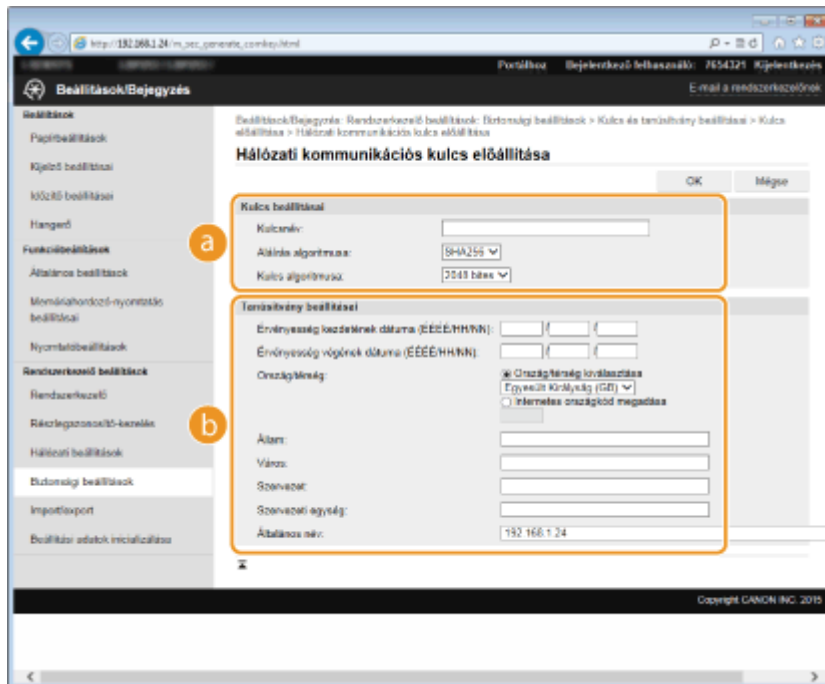 http://192.168.1.24/m_sec_generate_comkey.html
Portálhoz Bejelentkező felhasználó: 7654321 Kijelentkezés
Beállítások/Bejegyzés
E-mail a rendszerkezelőnek
Beállítások
Papírbeállítások
Kijelző beállításai
Időzítő beállításai
Hangerő
Funkcióbeállítások
Általános beállítások
Memóriahordozó-nyomtatás
beállításai
Nyomtatóbeállítások
Rendszerkezelő beállítások
Rendszerkezelő
Részlegazonosító-kezelés
Hálózati beállítások
Biztonsági beállítások
Import/export
Beállítási adatok inicializálása
Beállítások/Bejegyzés: Rendszerkezelő beállítások: Biztonsági beállítások > Kulcs és tanúsítvány beállításai > Kulcs
előállítása > Hálózati kommunikációs kulcs előállítása
Hálózati kommunikációs kulcs előállítása
OK Mégse
a
Kulcs beállításai
Kulcsnév:
Aláírás algoritmusa: SHA256
Kulcs algoritmusa: 2048 bites
b
Tanúsítvány beállításai
Érvényesség kezdetének dátuma (ÉÉÉÉ/HH/NN): / /
Érvényesség végének dátuma (ÉÉÉÉ/HH/NN): / /
Ország/térség: Ország/térség kiválasztása
Egyesült Királyság (GB)
Internetes országkód megadása
Állam:
Város:
Szervezet:
Szervezeti egység:
Általános név: 192.168.1.24
Copyright CANON INC. 2015